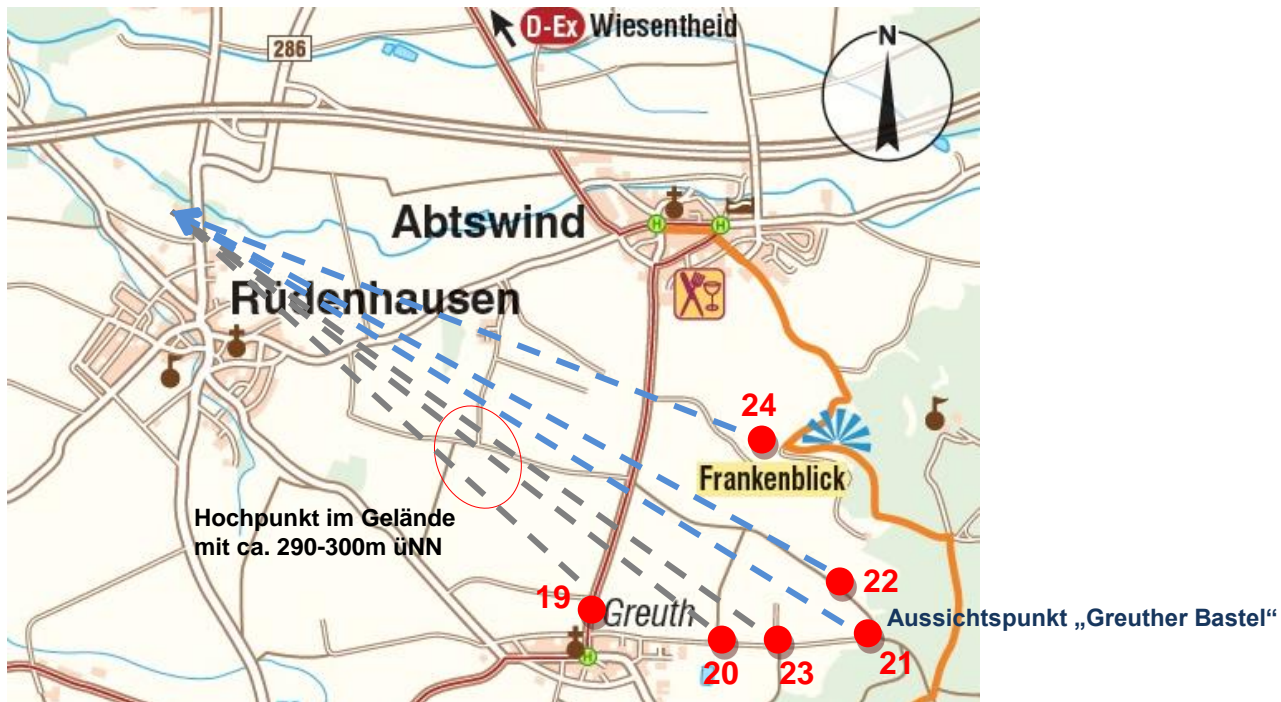 D-Ex Wiesentheid
N
286
Abtswind
H
H
Rüdenhausen
24
Frankenblick
Hochpunkt im Gelände
mit ca. 290-300m üNN
22
19
Greuth
Aussichtspunkt „Greuther Bastel“
H
20
23
21